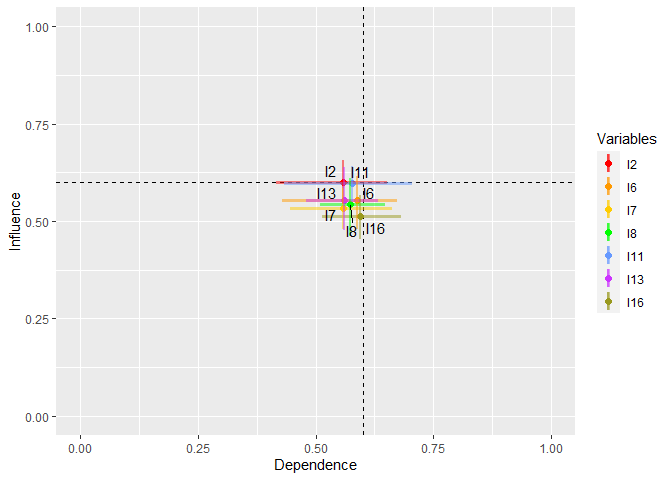 1.00
0.75
0.50
0.25
0.00
Influence
0.00
0.25
0.50
0.75
1.00
Dependence
I2
I11
I13
I6
I7
I8
I16
Variables
I2
I6
I7
I8
I11
I13
I16